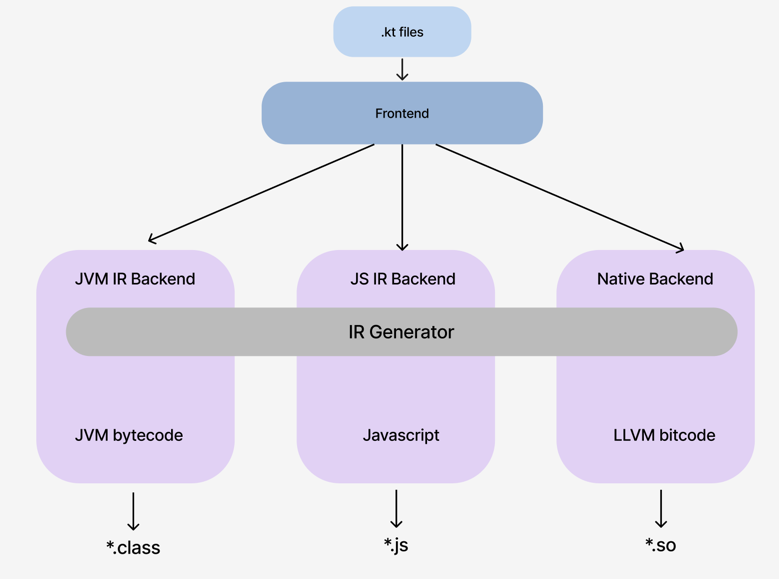 .kt files
Frontend
JVM IR Backend
JS IR Backend
Native Backend
IR Generator
JVM bytecode
Javascript
LLVM bitcode
*.class
*.js
*.so